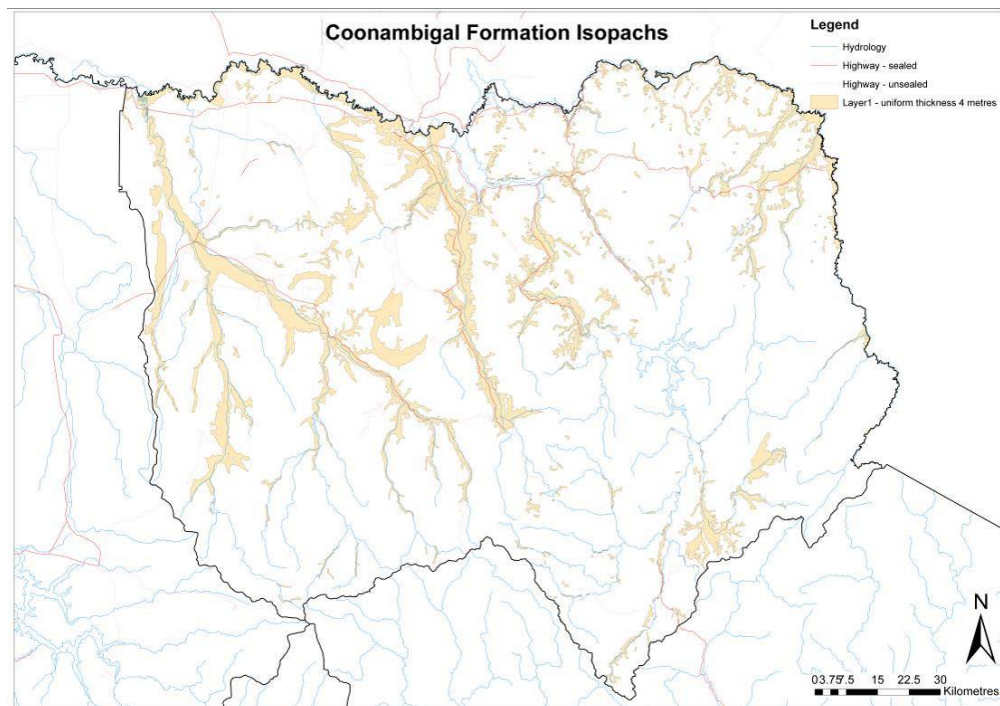 Coonambigal Formation Isopachs
Legend
Hydrology
Highway - sealed
Highway - unsealed
Layer1 - uniform thickness 4 metres
N
0 3.75 7.5 15 22.5 30
Kilometres